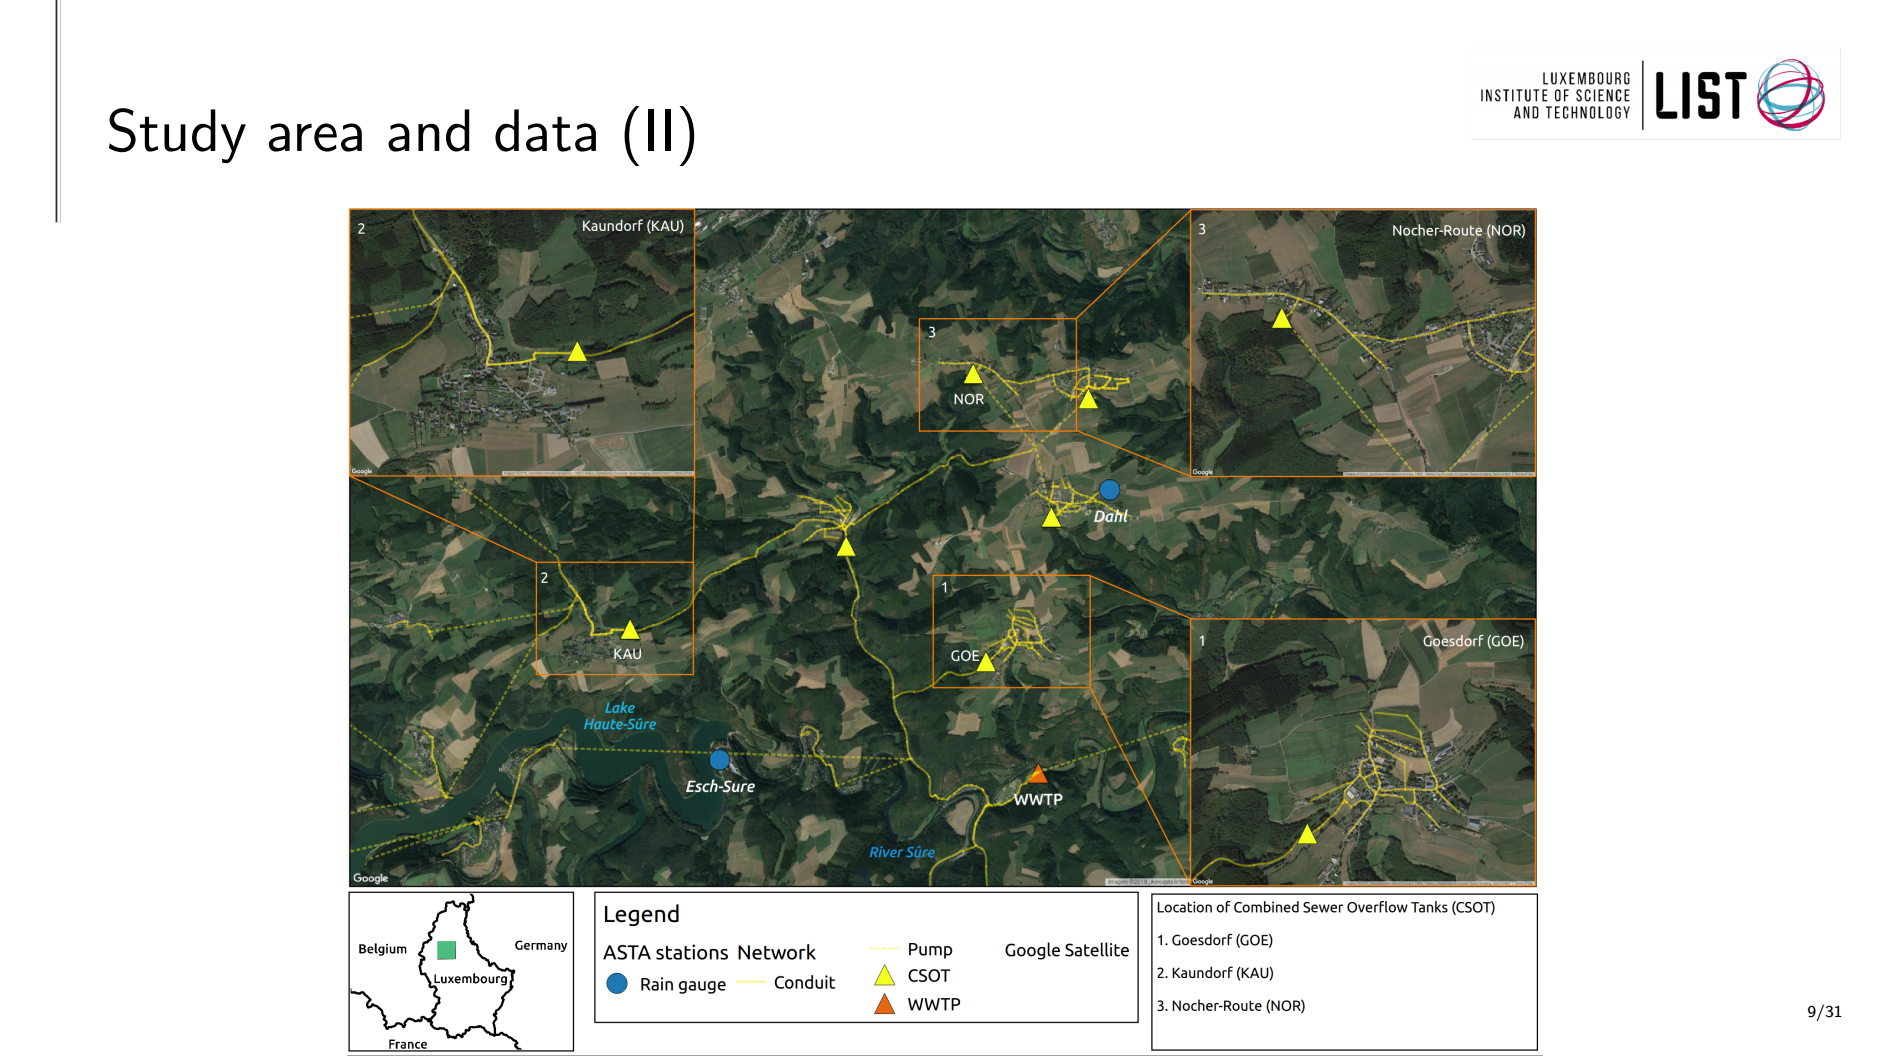 LUXEMBOURG
INSTITUTE OF SCIENCE
AND TECHNOLOGY
LIST
Study area and data (II)
2
Kaundorf (KAU)
3
Nocher-Route (NOR)
3
NOR
Google
Google
Dahl
2
KAU
1
GOE
1
Goesdorf (GOE)
Lake
Haute-Sûre
Esch-Sure
WWTP
River Sûre
Google
Google
Belgium
Germany
Luxembourg
France
Legend
ASTA stations
Rain gauge
Network
Conduit
Pump
CSOT
WWTP
Google Satellite
Location of Combined Sewer Overflow Tanks (CSOT)
1. Goesdorf (GOE)
2. Kaundorf (KAU)
3. Nocher-Route (NOR)
9/31